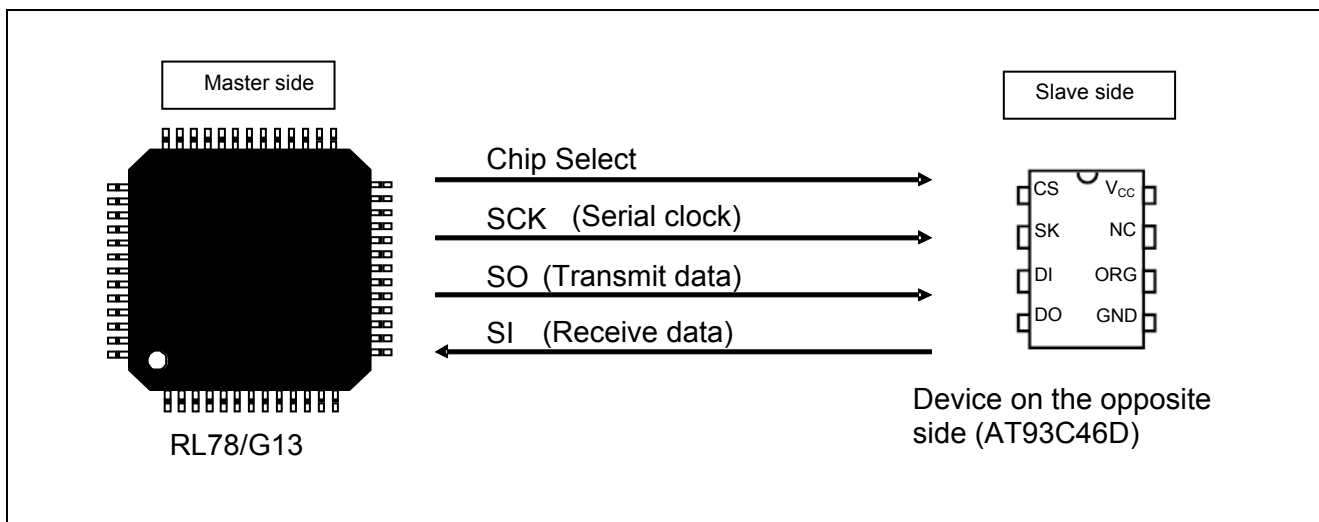 Master side
Slave side
Chip Select
SCK (Serial clock)
SO (Transmit data)
SI (Receive data)
CS VCC
SK NC
DI ORG
DO GND
RL78/G13
Device on the opposite
side (AT93C46D)